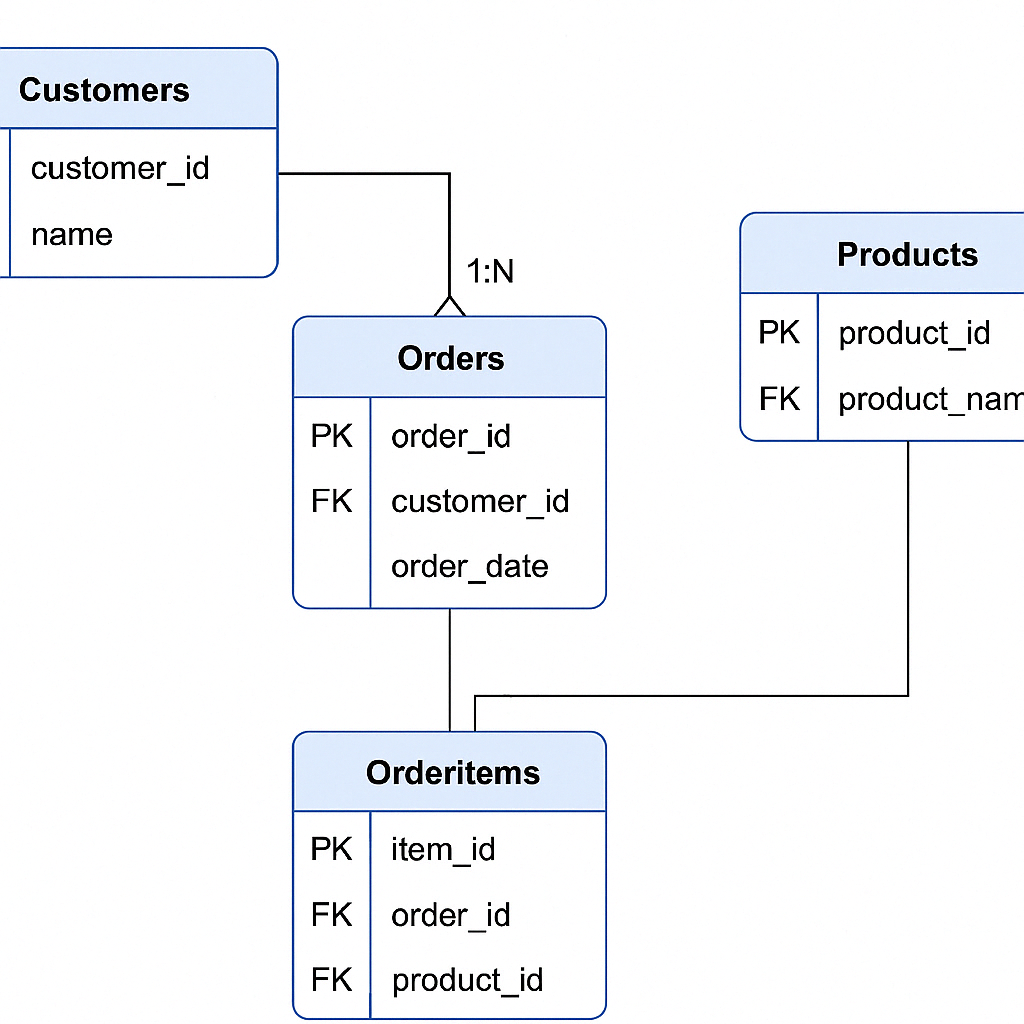 Customers
customer_id
name
1:N
Products
PK product_id
FK product_nam
Orders
PK order_id
FK customer_id
order_date
Orderitems
PK item_id
FK order_id
FK product_id